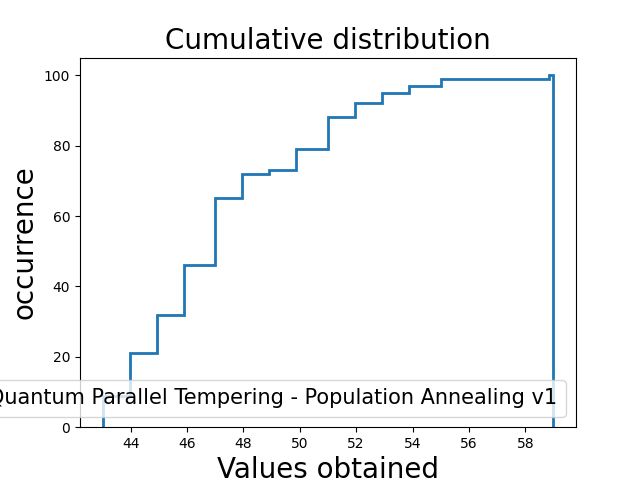 Cumulative distribution
occurrence
100
80
60
40
20
0
Quantum Parallel Tempering - Population Annealing v1
44 46 48 50 52 54 56 58
Values obtained